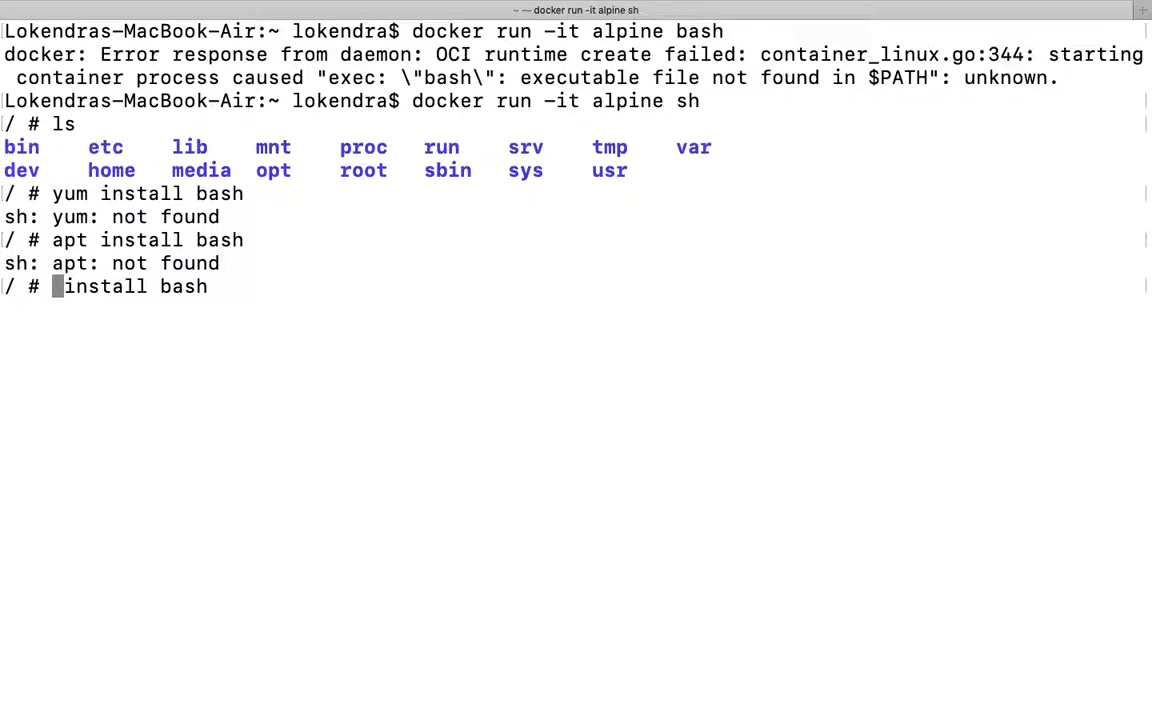 ~ — docker run -it alpine sh
Lokendras-MacBook-Air:~ lokendra$ docker run -it alpine bash
docker: Error response from daemon: OCI runtime create failed: container_linux.go:344: starting
container process caused "exec: \"bash\": executable file not found in $PATH": unknown.
Lokendras-MacBook-Air:~ lokendra$ docker run -it alpine sh
/ # ls
bin etc lib mnt proc run srv tmp var
dev home media opt root sbin sys usr
/ # yum install bash
sh: yum: not found
/ # apt install bash
sh: apt: not found
/ # install bash